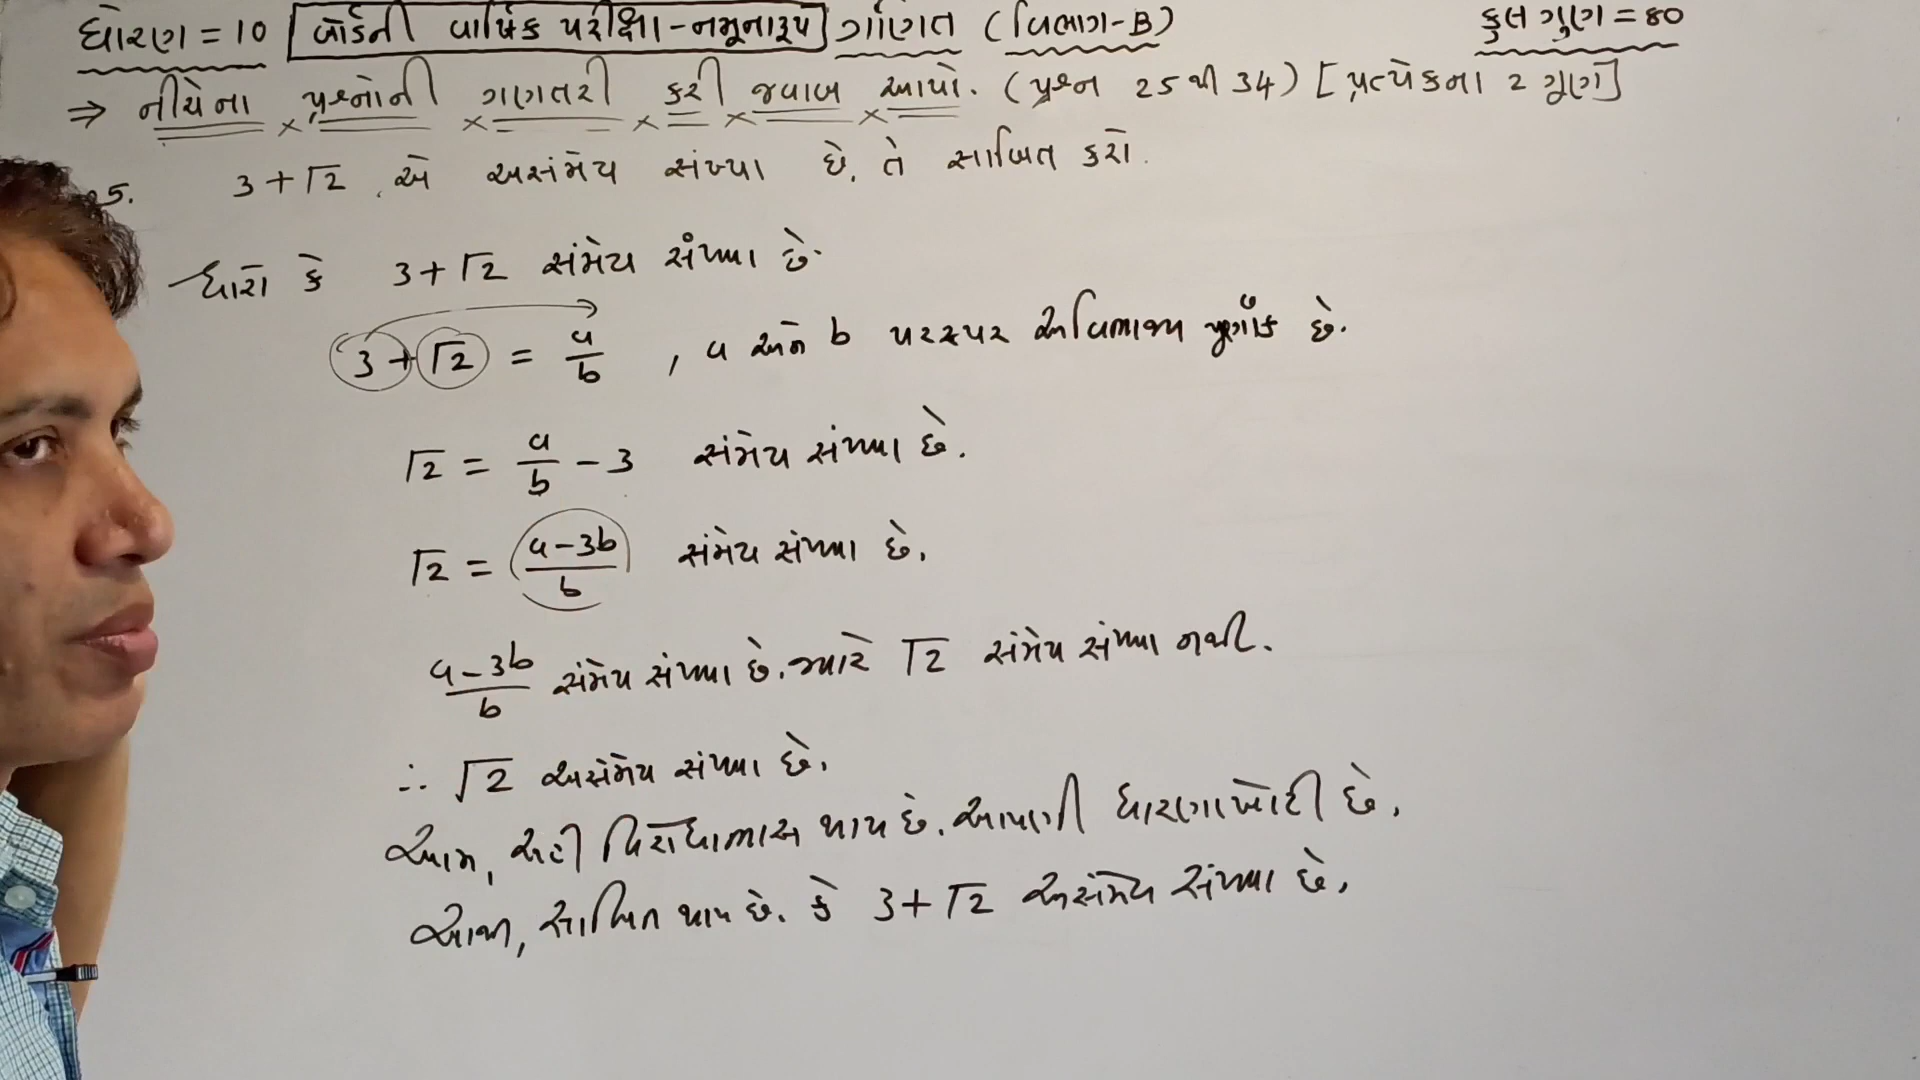 ધોરણ = 10 બોર્ડની વાર્ષિક પરીક્ષા - નમૂનારૂપ ગણિત (વિભાગ-B) કુલ ગુણ = 80
⇒ નીચેના × પ્રશ્નોની × ગણતરી × કરી × જવાબ × આપો. (પ્રશ્ન 25 થી 34) [પ્રત્યેકના 2 ગુણ]
5. 3+√2 એ અસંમેય સંખ્યા છે, તે સાબિત કરો.
ધારો કે 3+√2 સંમેય સંખ્યા છે.
3+√2 = a/b , a અને b પરસ્પર અવિભાજ્ય પૂર્ણાંક છે.
√2 = a/b - 3 સંમેય સંખ્યા છે.
√2 = (a-3b)/b સંમેય સંખ્યા છે.
(a-3b)/b સંમેય સંખ્યા છે. જ્યારે √2 સંમેય સંખ્યા નથી.
∴ √2 અસંમેય સંખ્યા છે.
આમ, અહીં વિરોધાભાસ થાય છે. આપણી ધારણા ખોટી છે.
આમ, સાબિત થાય છે. કે 3+√2 અસંમેય સંખ્યા છે.